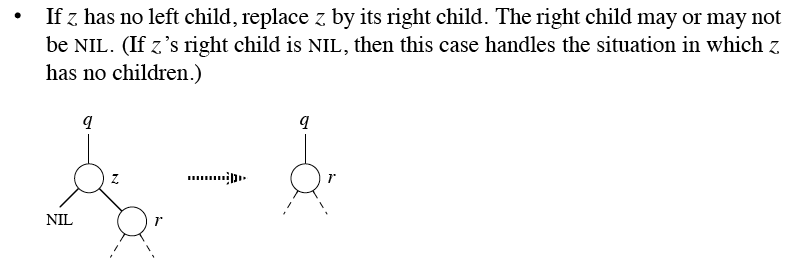 • If z has no left child, replace z by its right child. The right child may or may not
be NIL. (If z’s right child is NIL, then this case handles the situation in which z
has no children.)
q
q
z
r
NIL
r